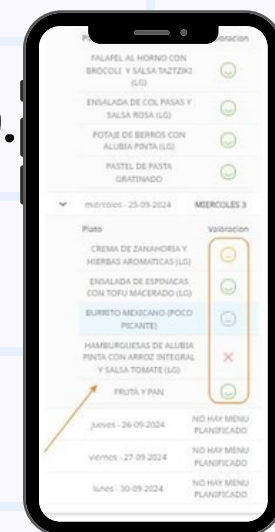 FALAFEL AL HORNO CON
BRÓCOLI Y SALSA TAZTZIKI
(LG)
ENSALADA DE COL PASAS Y
SALSA ROSA (LG)
POTAJE DE BERROS CON
ALUBIA PINTA (LG)
PASTEL DE PASTA
GRATINADO
miércoles - 25-09-2024 MIERCOLES 3
Plato Valoracion
CREMA DE ZANAHORIA Y
HIERBAS AROMATICAS (LG)
ENSALADA DE ESPINACAS
CON TOFU MACERADO (LG)
BURRITO MEXICANO (POCO
PICANTE)
HAMBURGUESAS DE ALUBIA
PINTA CON ARROZ INTEGRAL
Y SALSA TOMATE (LG)
FRUTA Y PAN
jueves - 26-09-2024 NO HAY MENU
PLANIFICADO
viernes - 27-09-2024 NO HAY MENU
PLANIFICADO
lunes - 30-09-2024 NO HAY MENU
PLANIFICADO